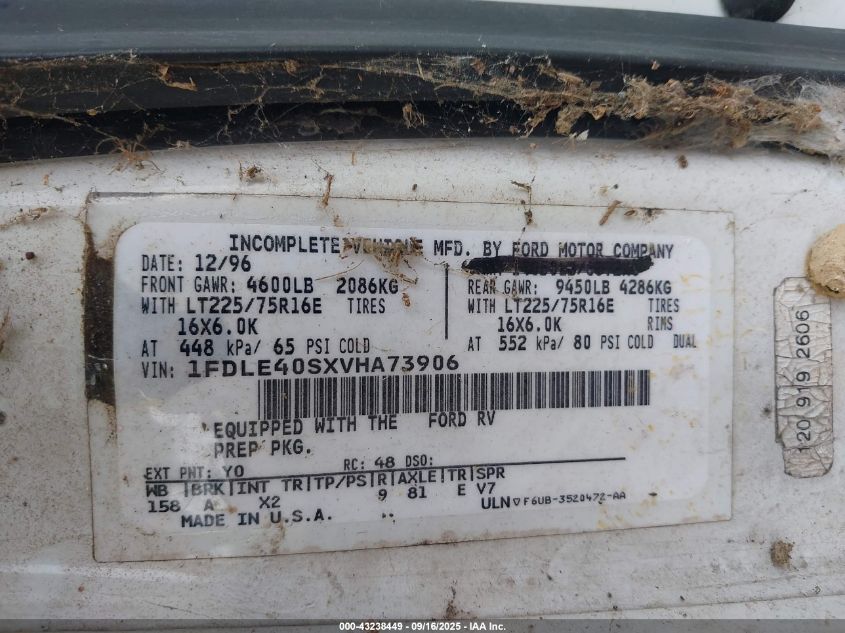 INCOMPLETE VEHICLE MFD. BY FORD MOTOR COMPANY
DATE: 12/96
FRONT GAWR: 4600LB 2086KG
WITH LT225/75R16E TIRES
16X6.0K
AT 448 kPa/ 65 PSI COLD
REAR GAWR: 9450LB 4286KG
WITH LT225/75R16E TIRES
16X6.0K RIMS
AT 552 kPa/ 80 PSI COLD DUAL
VIN: 1FDLE40SXVHA73906
EQUIPPED WITH THE FORD RV
PREP PKG.
EXT PNT: YO RC: 48 DSO:
WB |BRK|INT TR|TP/PS|R|AXLE|TR|SPR
158 A X2 9 81 E V7
MADE IN U.S.A.
ULN ▽ F6UB-3520472-AA
120 919 2606
000-43238449 - 09/16/2025 - IAA Inc.